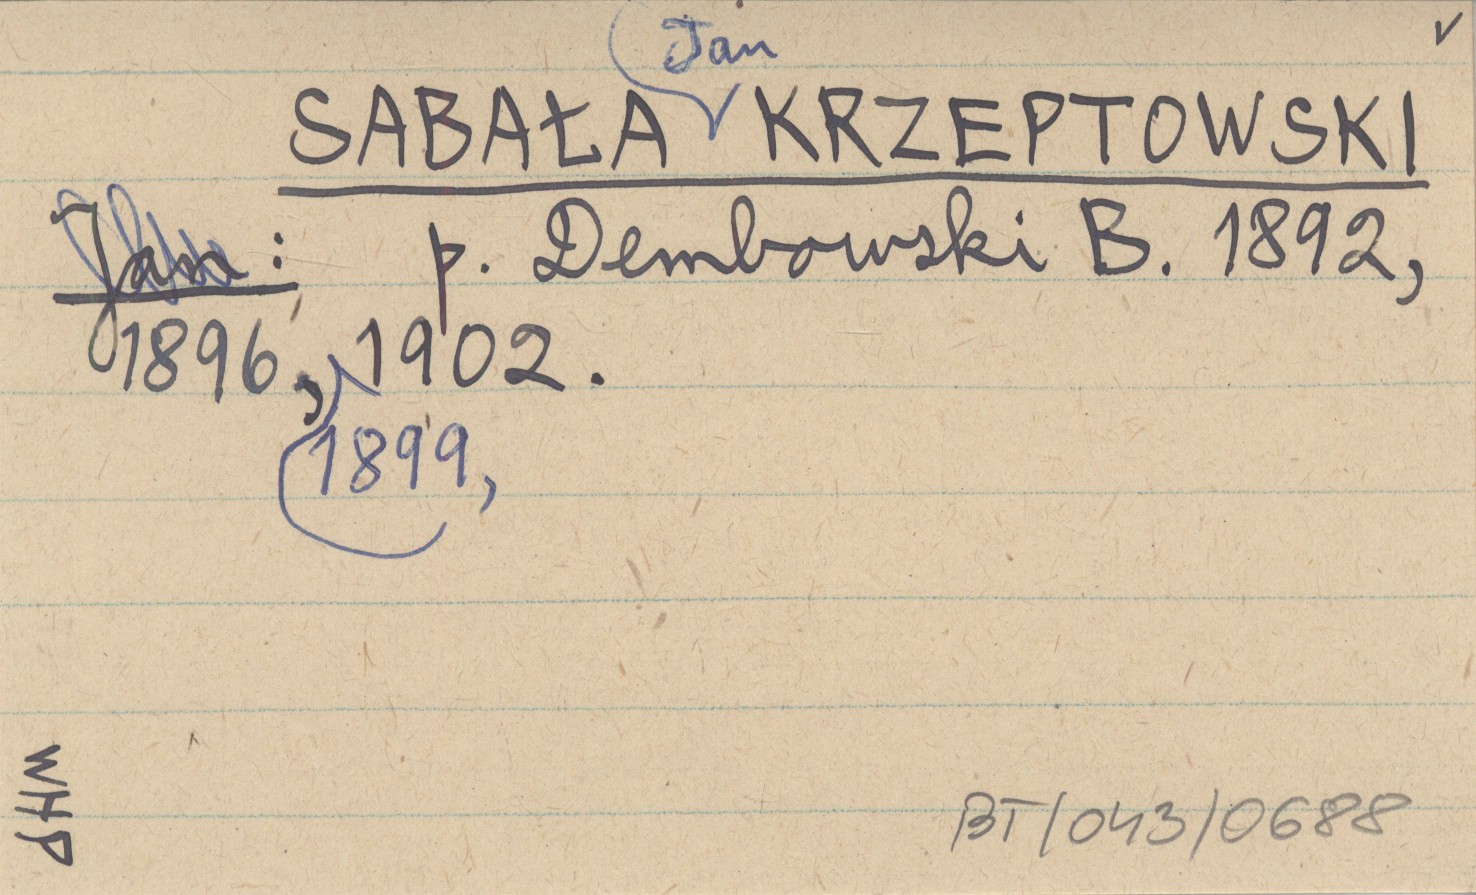 Jan
✓
SABAŁA KRZEPTOWSKI
Jan: p. Dembowski B. 1892,
1896, 1902.
1899,
WHP
BT/043/0688